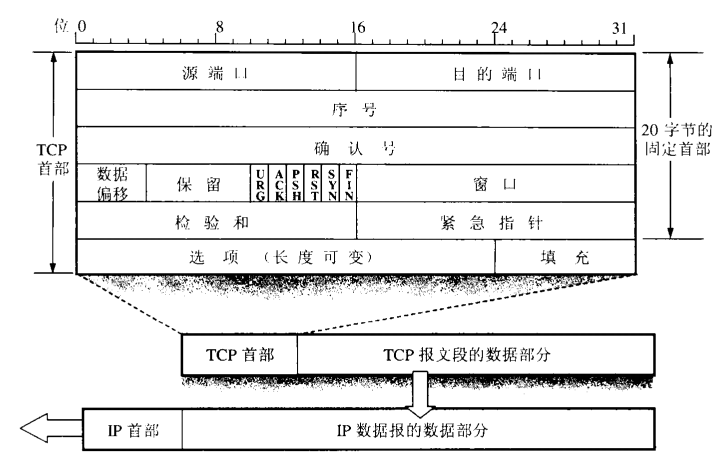 位 0 8 16 24 31
源 端 口 目 的 端 口
序 号
TCP
首部
确 认 号
20 字节的
固定首部
数据
偏移
保 留
URG
ACK
PSH
RST
SYN
FIN
窗 口
检 验 和 紧 急 指 针
选 项 (长 度 可 变) 填 充
TCP 首部 TCP 报文段的数据部分
IP 首部 IP 数据报的数据部分